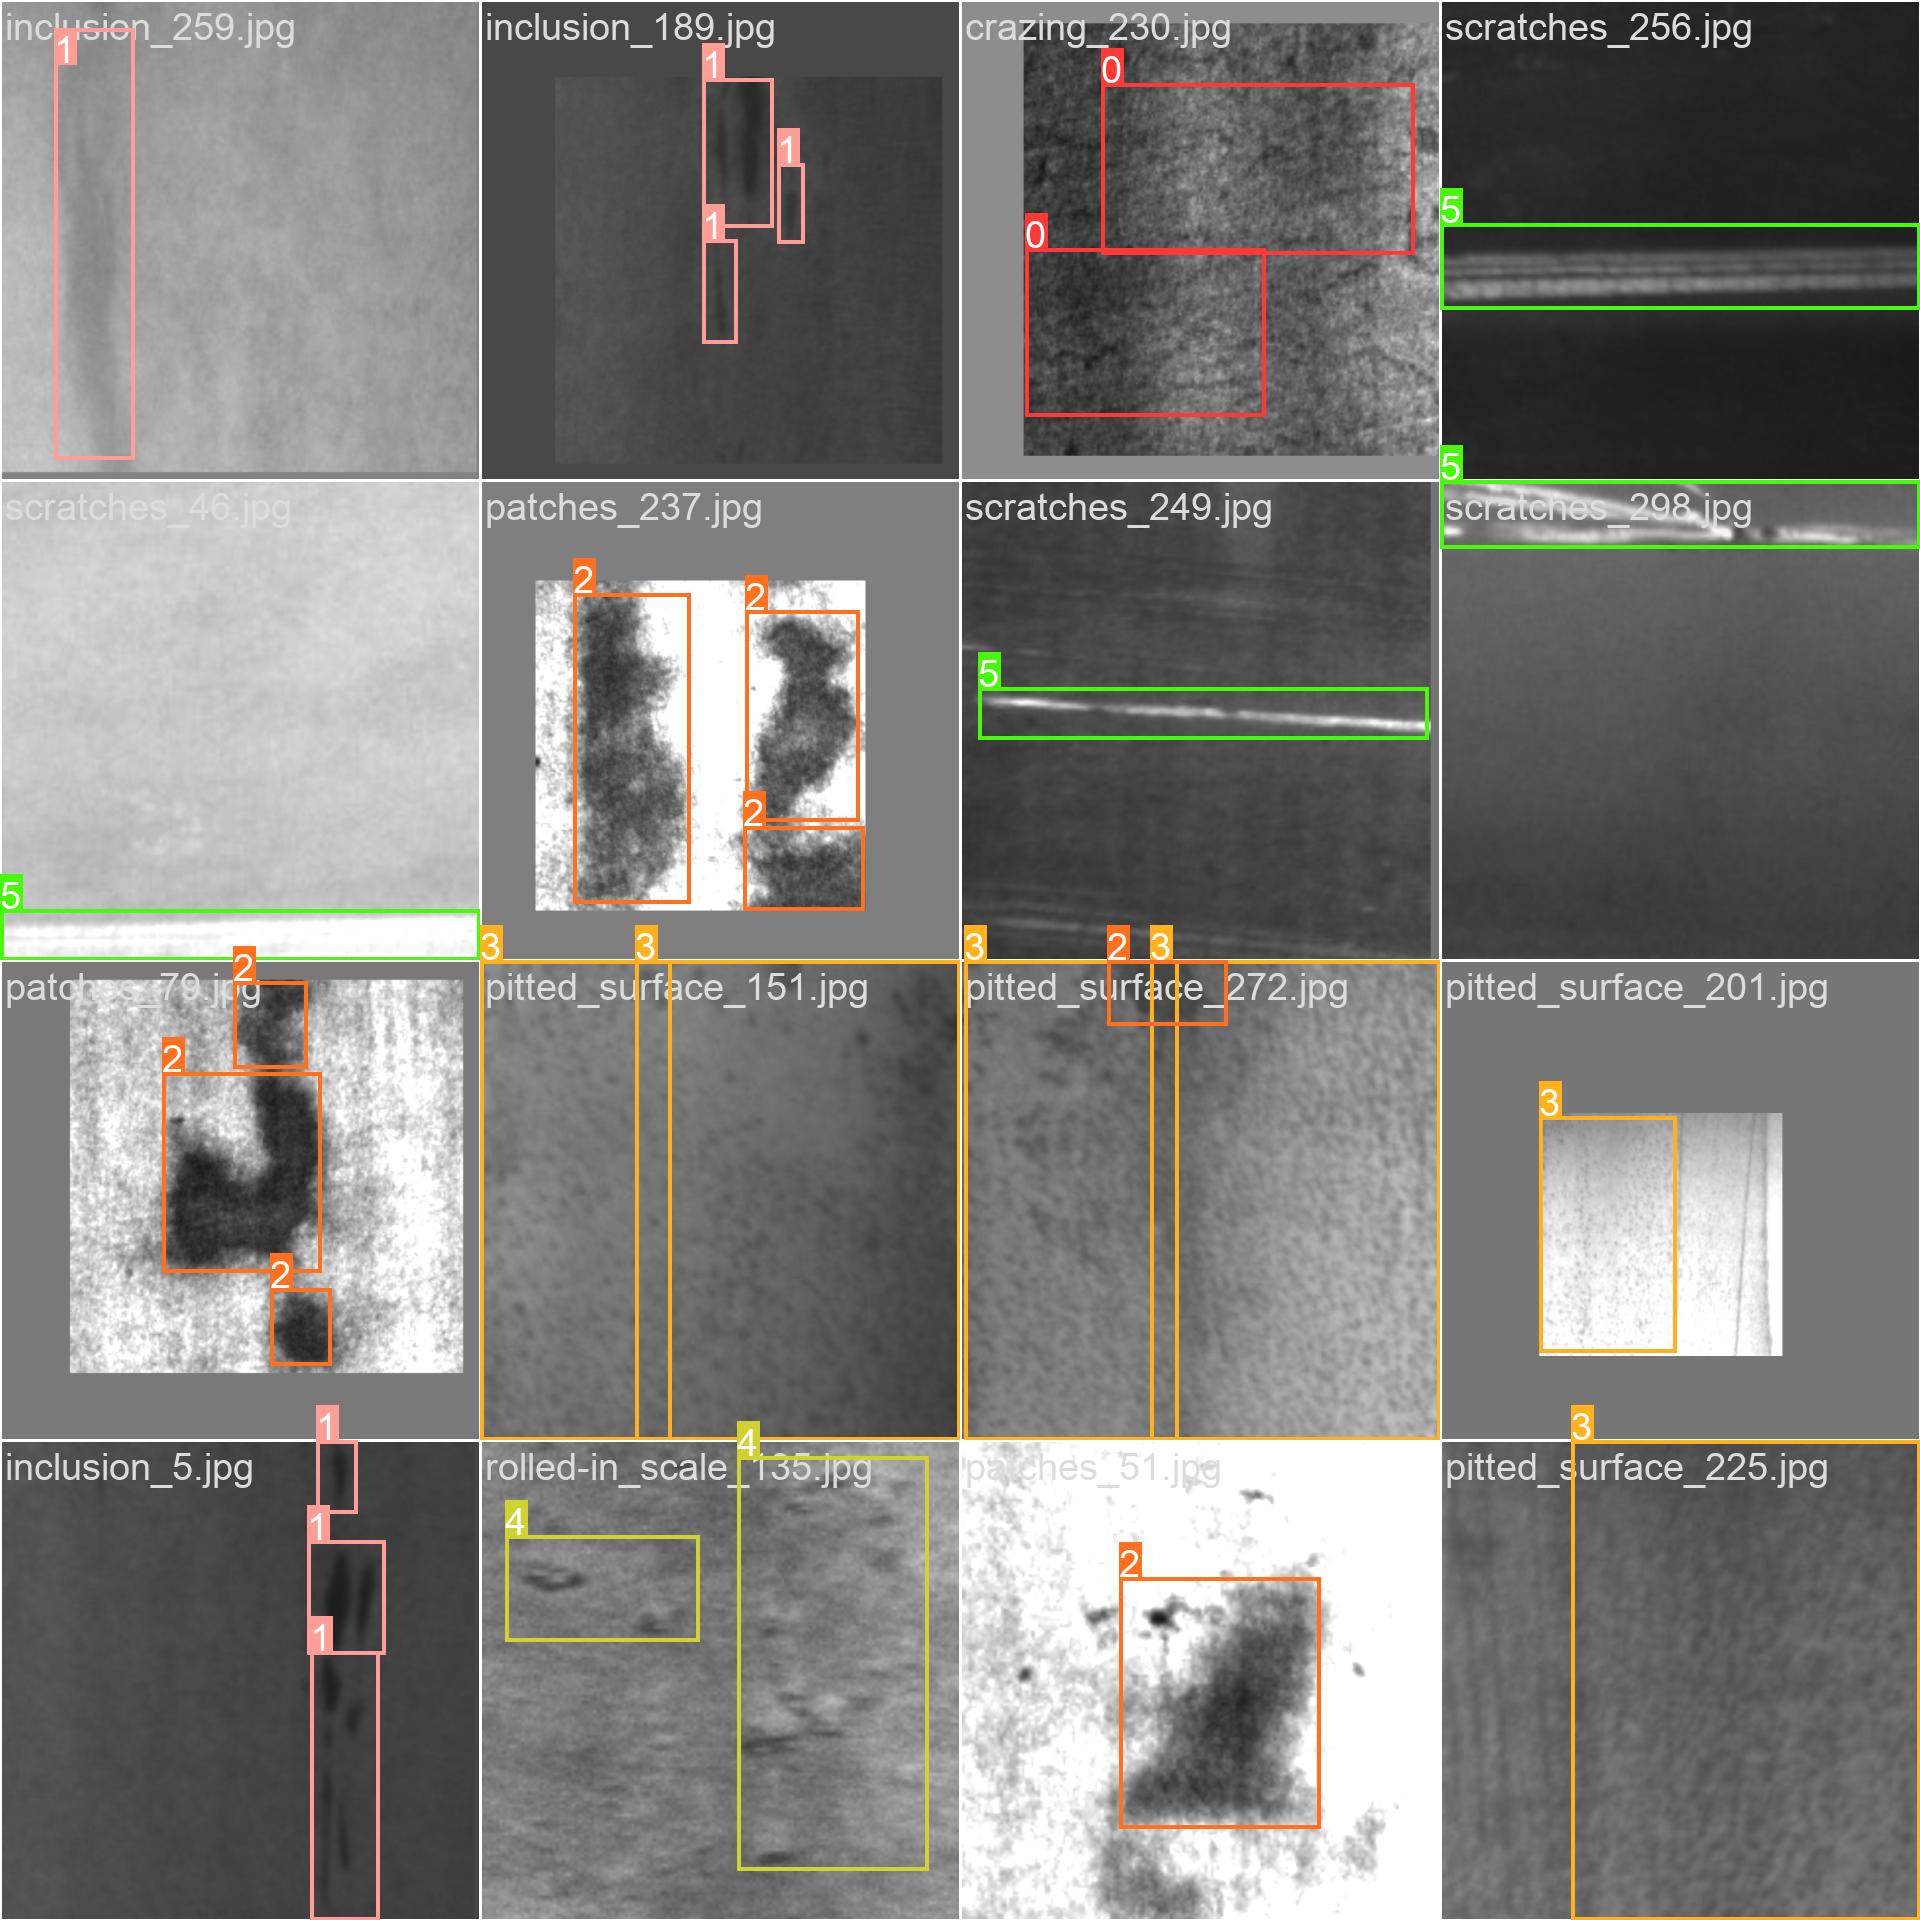 inclusion_259.jpg
1
inclusion_189.jpg
1
1
1
crazing_230.jpg
0
0
scratches_256.jpg
5
scratches_46.jpg
5
patches_237.jpg
2
2
2
scratches_249.jpg
5
scratches_298.jpg
5
patches_79.jpg
2
2
2
pitted_surface_151.jpg
3
3
pitted_surface_272.jpg
3
2
3
pitted_surface_201.jpg
3
inclusion_5.jpg
1
1
1
rolled-in_scale_135.jpg
4
4
patches_51.jpg
2
pitted_surface_225.jpg
3